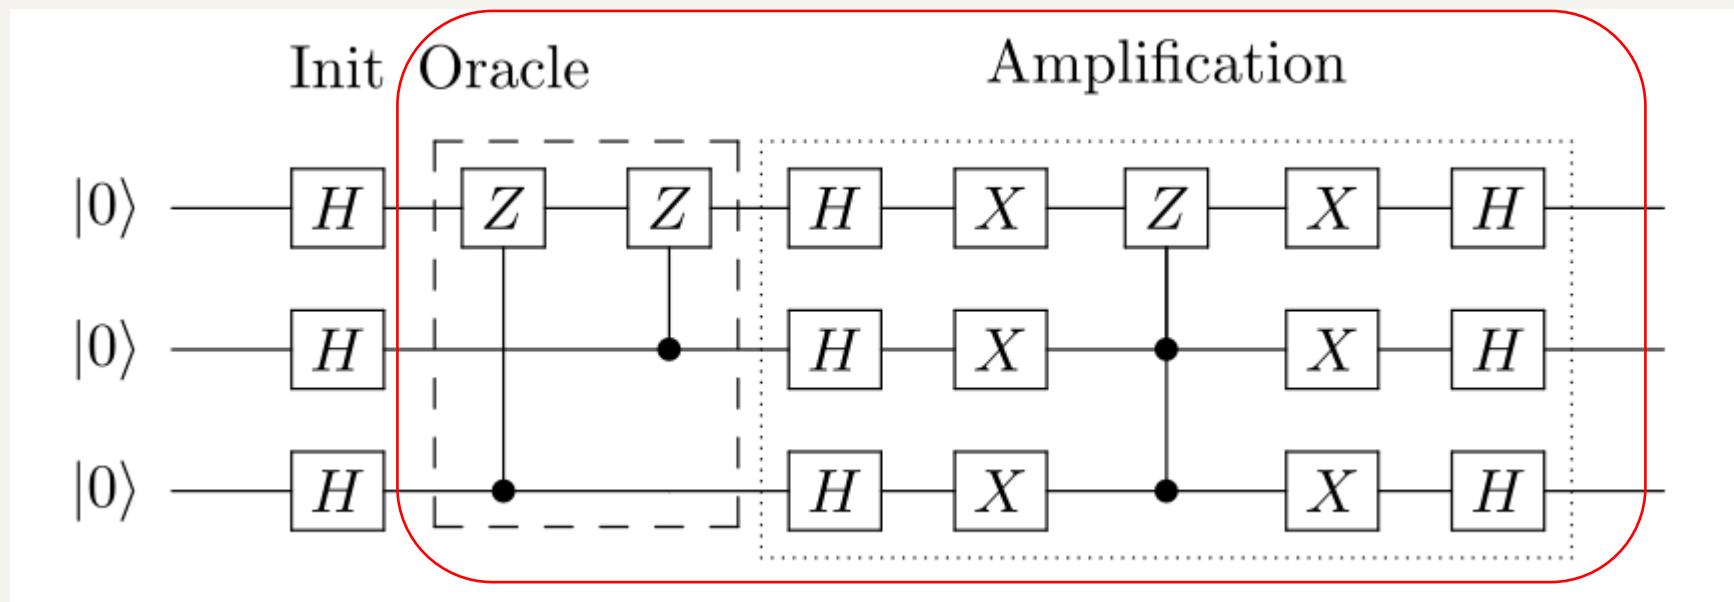 Init Oracle Amplification
|0⟩ H Z Z H X Z X H
|0⟩ H H X X H
|0⟩ H H X X H